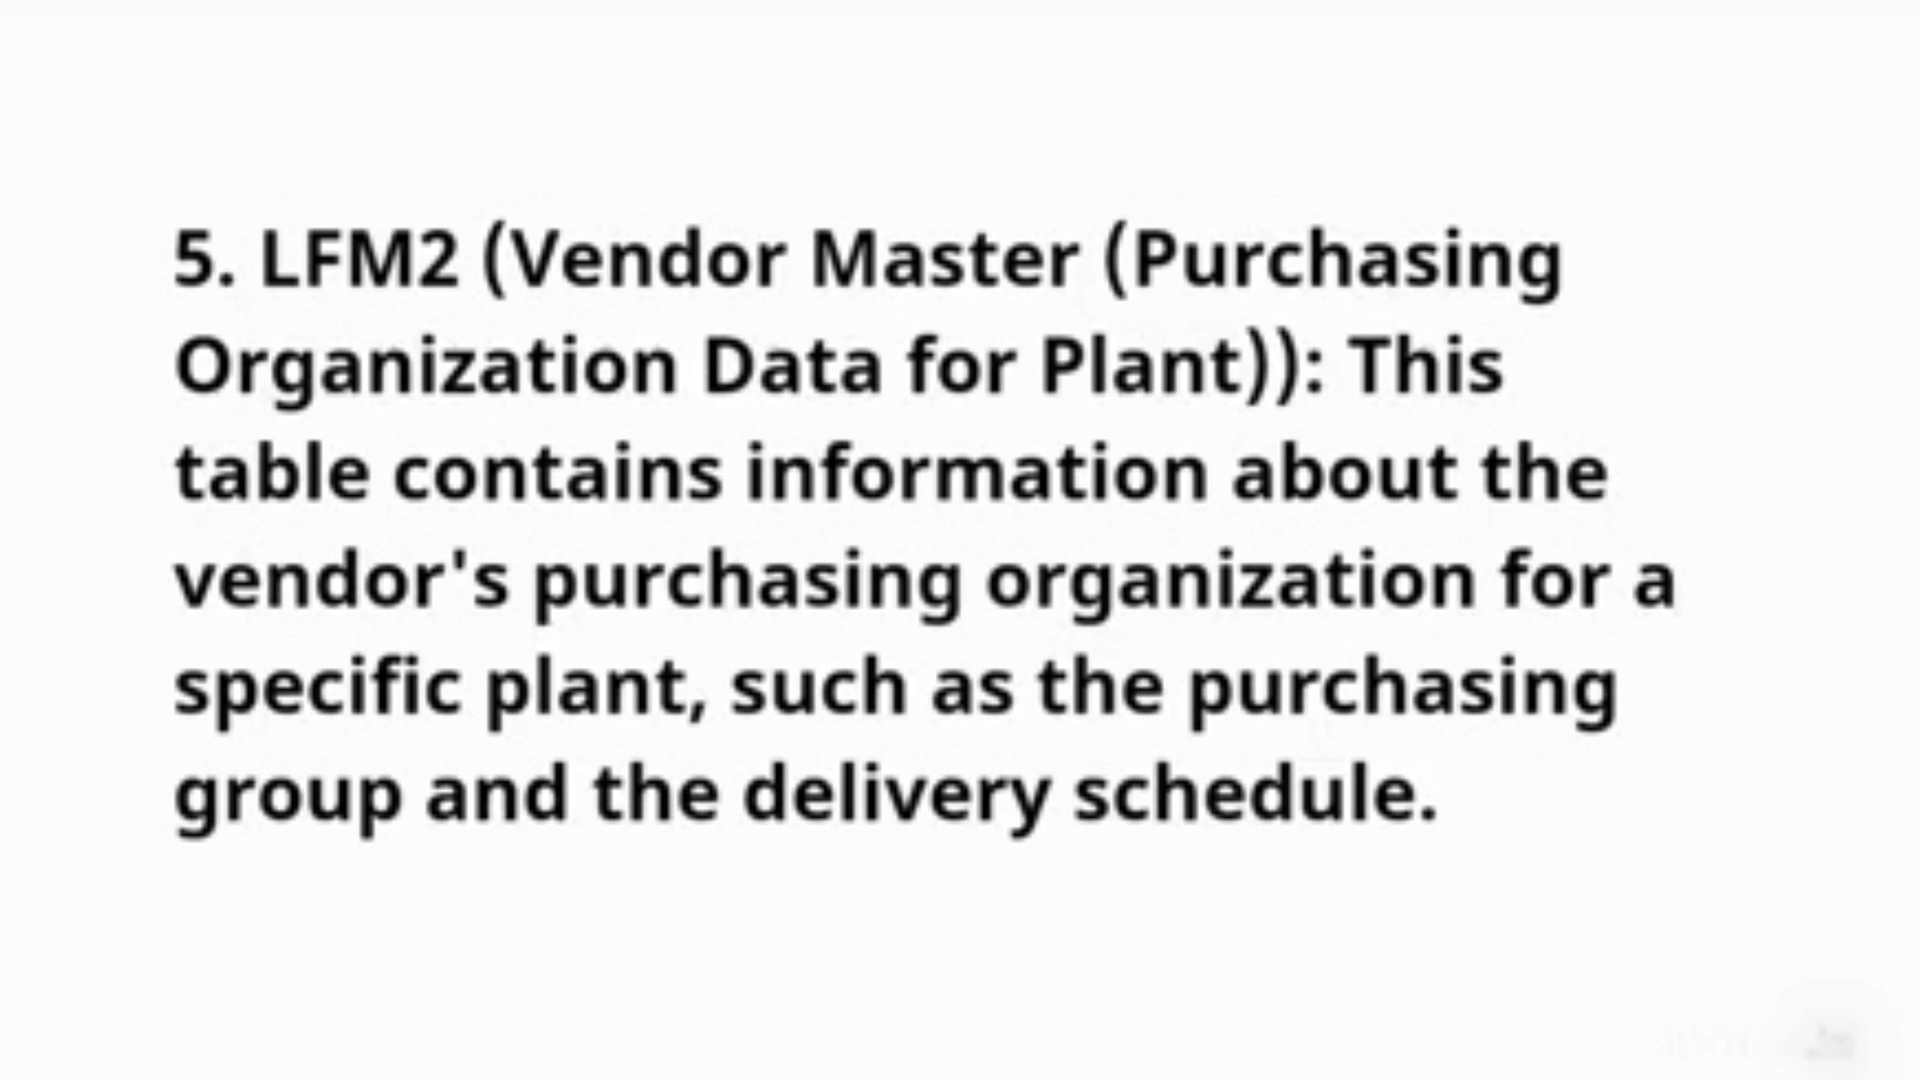 5. LFM2 (Vendor Master (Purchasing
Organization Data for Plant)): This
table contains information about the
vendor's purchasing organization for a
specific plant, such as the purchasing
group and the delivery schedule.